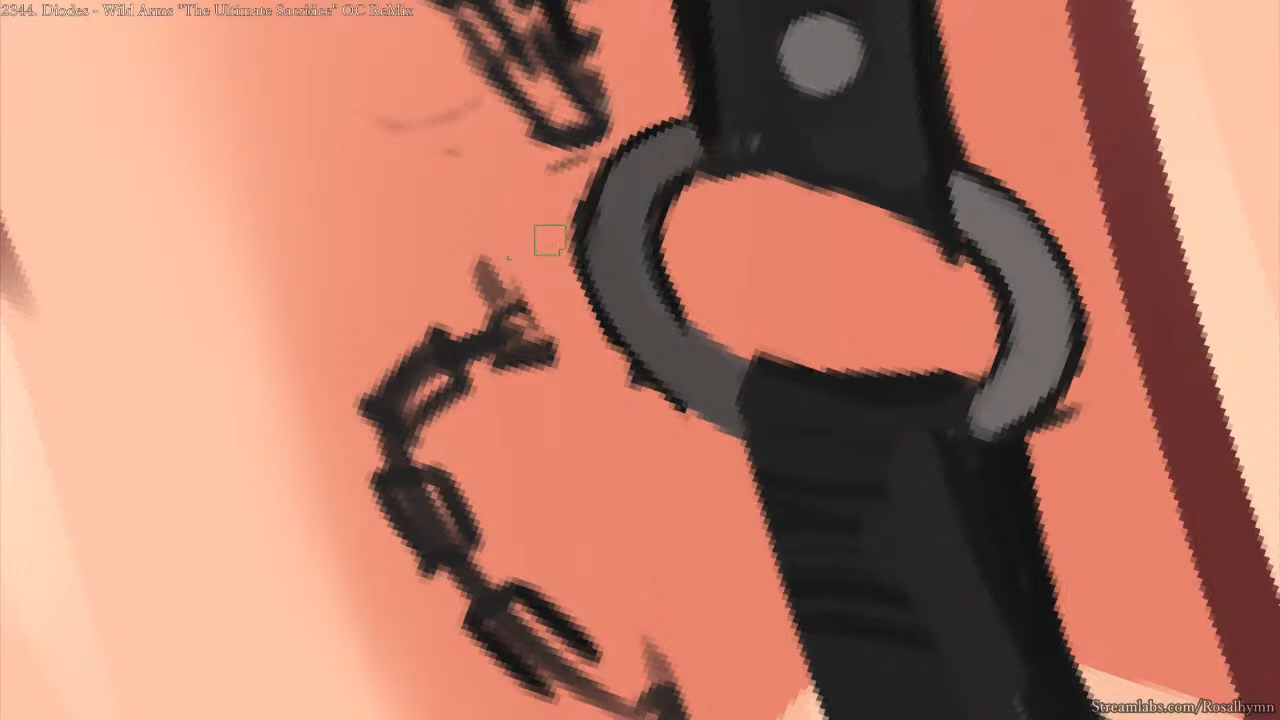 2344. Diodes - Wild Arms "The Ultimate Sacrifice" OC ReMix
Streamlabs.com/Rosalhymn